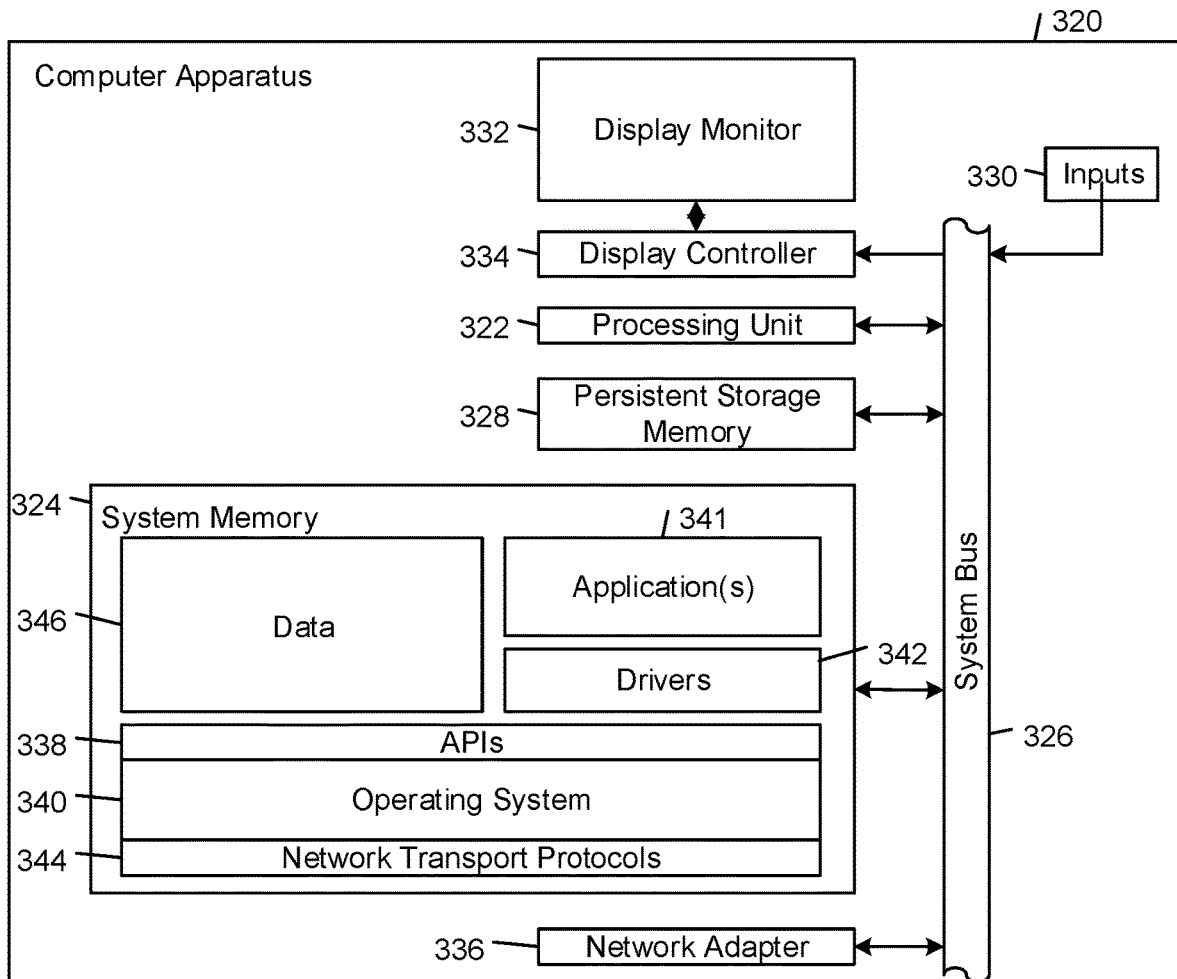 320
Computer Apparatus
332
Display Monitor
330
Inputs
334
Display Controller
322
Processing Unit
328
Persistent Storage
Memory
324
System Memory
341
Application(s)
346
Data
342
Drivers
System Bus
326
338
APIs
340
Operating System
344
Network Transport Protocols
336
Network Adapter